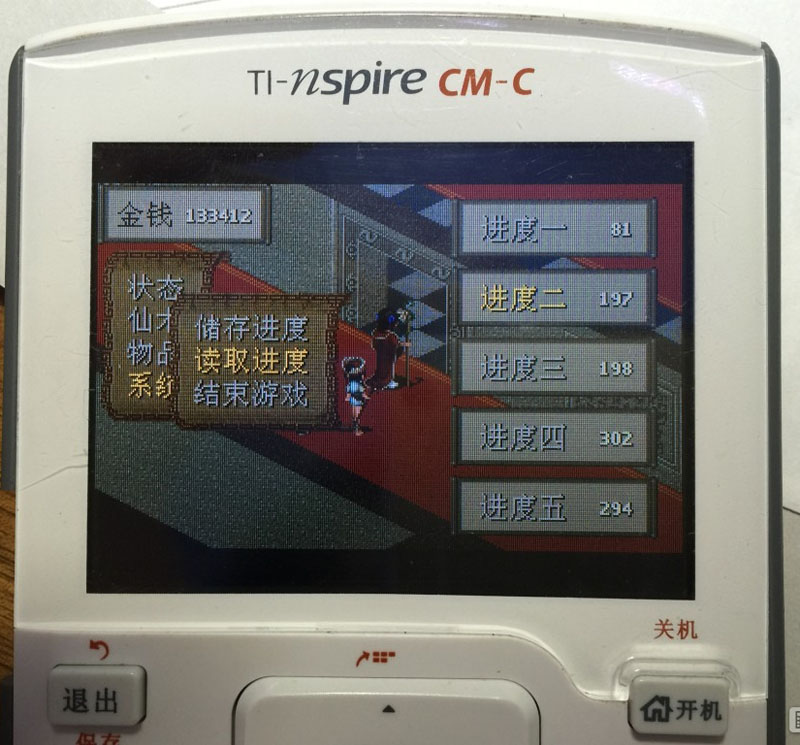 TI-nspire CM-C
金钱 133412
状态
仙术
物品
系统
储存进度
读取进度
结束游戏
进度一 81
进度二 197
进度三 198
进度四 302
进度五 294
关机
退出
开机
保存